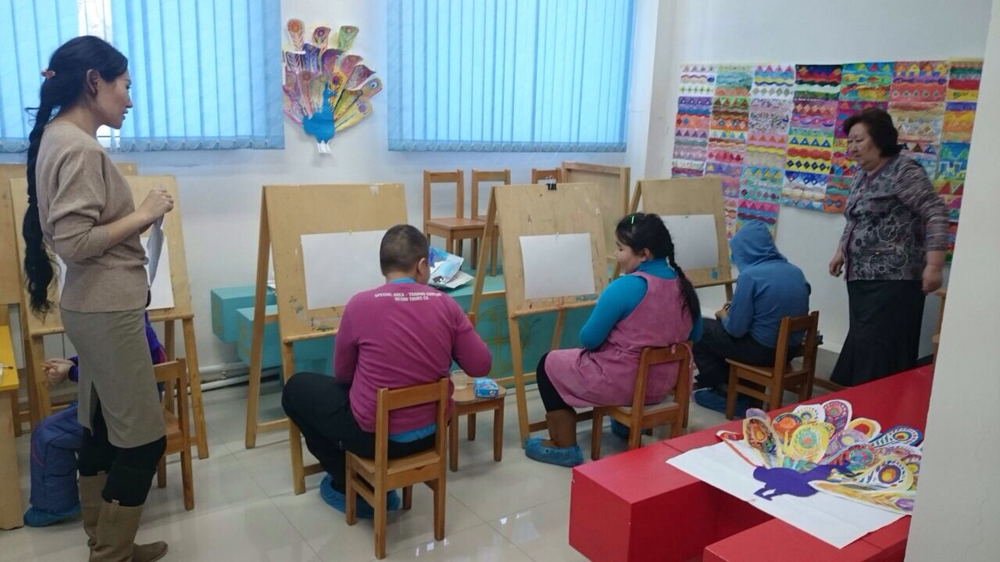 SPECIAL AREA - TRADING COMPANY
RETRO TOURS CO.